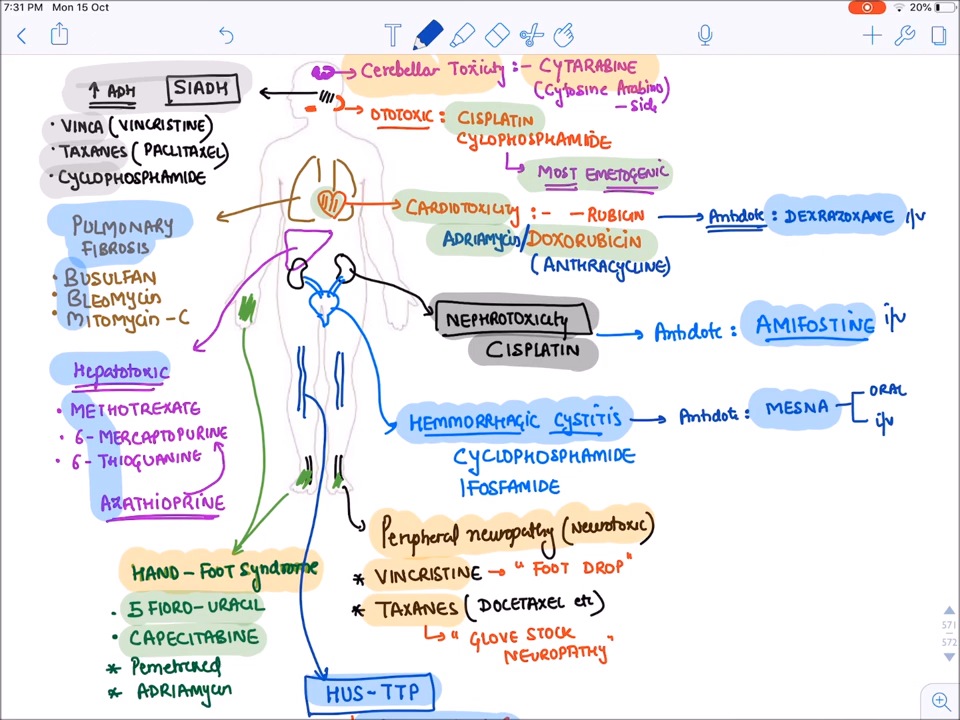 7:31 PM Mon 15 Oct
20%
T
Cerebellar Toxicity :- CYTARABINE
(Cytosine Arabino)
- side
↑ ADH
SIADH
• VINCA (VINCRISTINE)
• TAXANES (PACLITAXEL)
• CYCLOPHOSPHAMIDE
OTOTOXIC : CISPLATIN
CYLOPHOSPHAMIDE
MOST EMETOGENIC
CARDIOTOXICITY :- - RUBICIN → Antidote : DEXRAZOXANE i/v
ADRIAMYCIN/DOXORUBICIN
(ANTHRACYCLINE)
PULMONARY
FIBROSIS
• BUSULFAN
• BLEOMYCIN
• MITOMYCIN-C
NEPHROTOXICITY → Antidote : AMIFOSTINE i/v
CISPLATIN
Hepatotoxic
• METHOTREXATE
• 6-MERCAPTOPURINE
• 6-THIOGUANINE
AZATHIOPRINE
HEMMORRHAGIC CYSTITIS → Antidote : MESNA
ORAL
i/v
CYCLOPHOSPHAMIDE
IFOSFAMIDE
Peripheral neuropathy (Neurotoxic)
* VINCRISTINE → "FOOT DROP"
* TAXANES (DOCETAXEL etc)
"GLOVE STOCK
NEUROPATHY"
HAND-FOOT Syndrome
• 5 FIORO-URACIL
• CAPECITABINE
* Pemetrexed
* ADRIAMYCIN
HUS-TTP
571
572